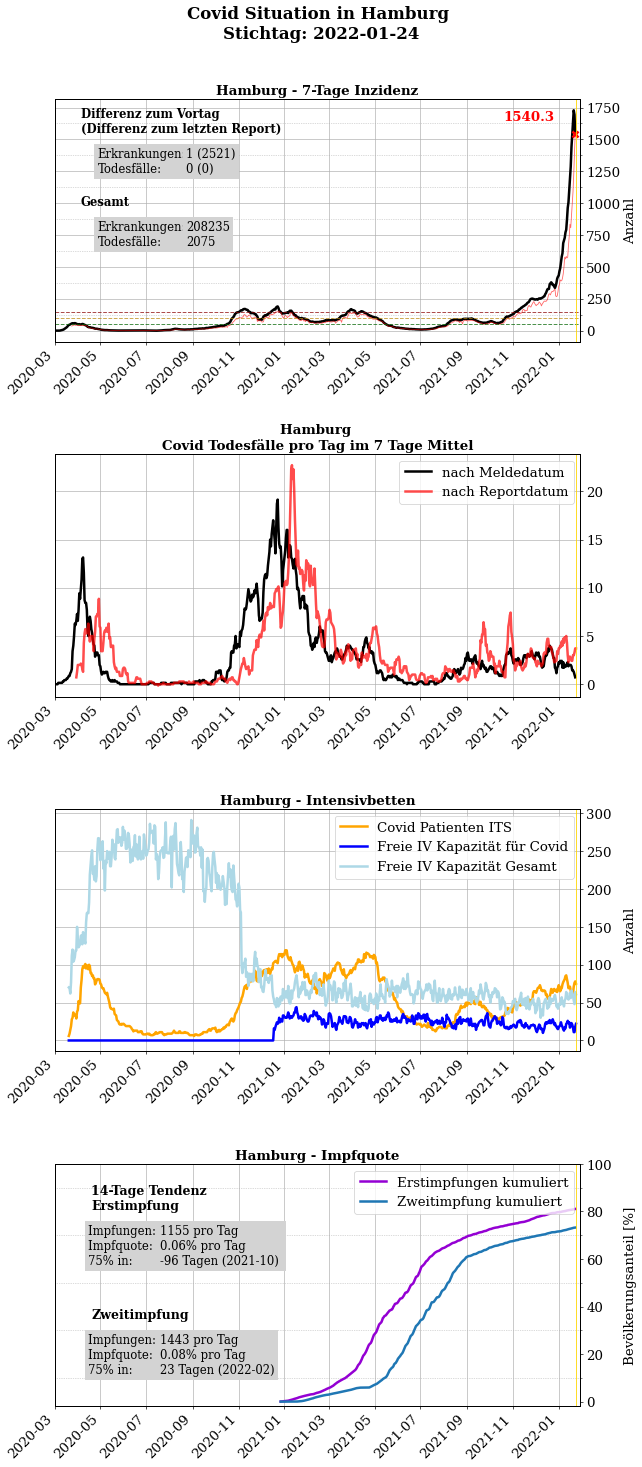 Covid Situation in Hamburg
Stichtag: 2022-01-24
Hamburg - 7-Tage Inzidenz
Differenz zum Vortag
(Differenz zum letzten Report)
Erkrankungen 1 (2521)
Todesfälle: 0 (0)
Gesamt
Erkrankungen 208235
Todesfälle: 2075
1540.3
1750
1500
1250
1000
750
500
250
0
Anzahl
2020-03
2020-05
2020-07
2020-09
2020-11
2021-01
2021-03
2021-05
2021-07
2021-09
2021-11
2022-01
Hamburg
Covid Todesfälle pro Tag im 7 Tage Mittel
nach Meldedatum
nach Reportdatum
20
15
10
5
0
2020-03
2020-05
2020-07
2020-09
2020-11
2021-01
2021-03
2021-05
2021-07
2021-09
2021-11
2022-01
Hamburg - Intensivbetten
Covid Patienten ITS
Freie IV Kapazität für Covid
Freie IV Kapazität Gesamt
300
250
200
150
100
50
0
Anzahl
2020-03
2020-05
2020-07
2020-09
2020-11
2021-01
2021-03
2021-05
2021-07
2021-09
2021-11
2022-01
Hamburg - Impfquote
14-Tage Tendenz
Erstimpfung
Impfungen: 1155 pro Tag
Impfquote: 0.06% pro Tag
75% in: -96 Tagen (2021-10)
Zweitimpfung
Impfungen: 1443 pro Tag
Impfquote: 0.08% pro Tag
75% in: 23 Tagen (2022-02)
Erstimpfungen kumuliert
Zweitimpfung kumuliert
100
80
60
40
20
0
Bevölkerungsanteil [%]
2020-03
2020-05
2020-07
2020-09
2020-11
2021-01
2021-03
2021-05
2021-07
2021-09
2021-11
2022-01